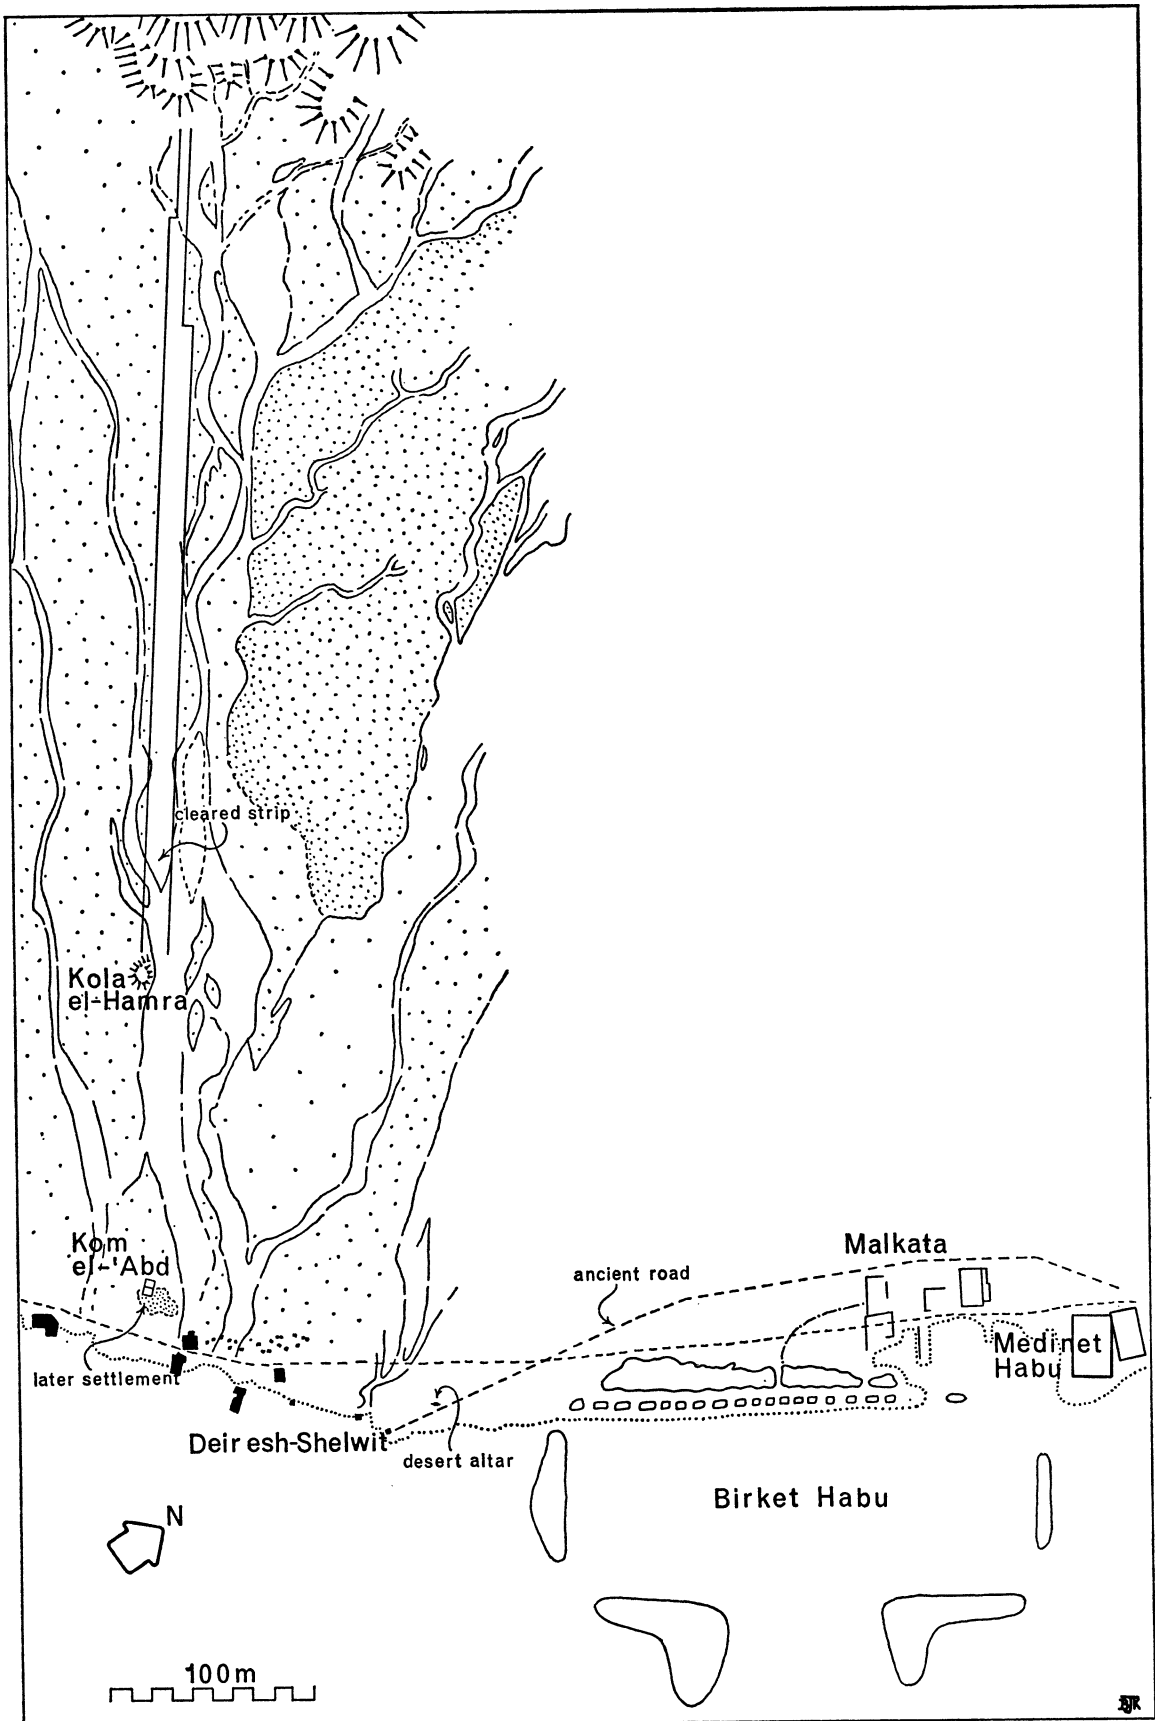 cleared strip
Kola
el-Hamra
Kom
el-'Abd
Malkata
ancient road
Medinet
Habu
later settlement
Deir esh-Shelwit
desert altar
Birket Habu
N
100m
BJK